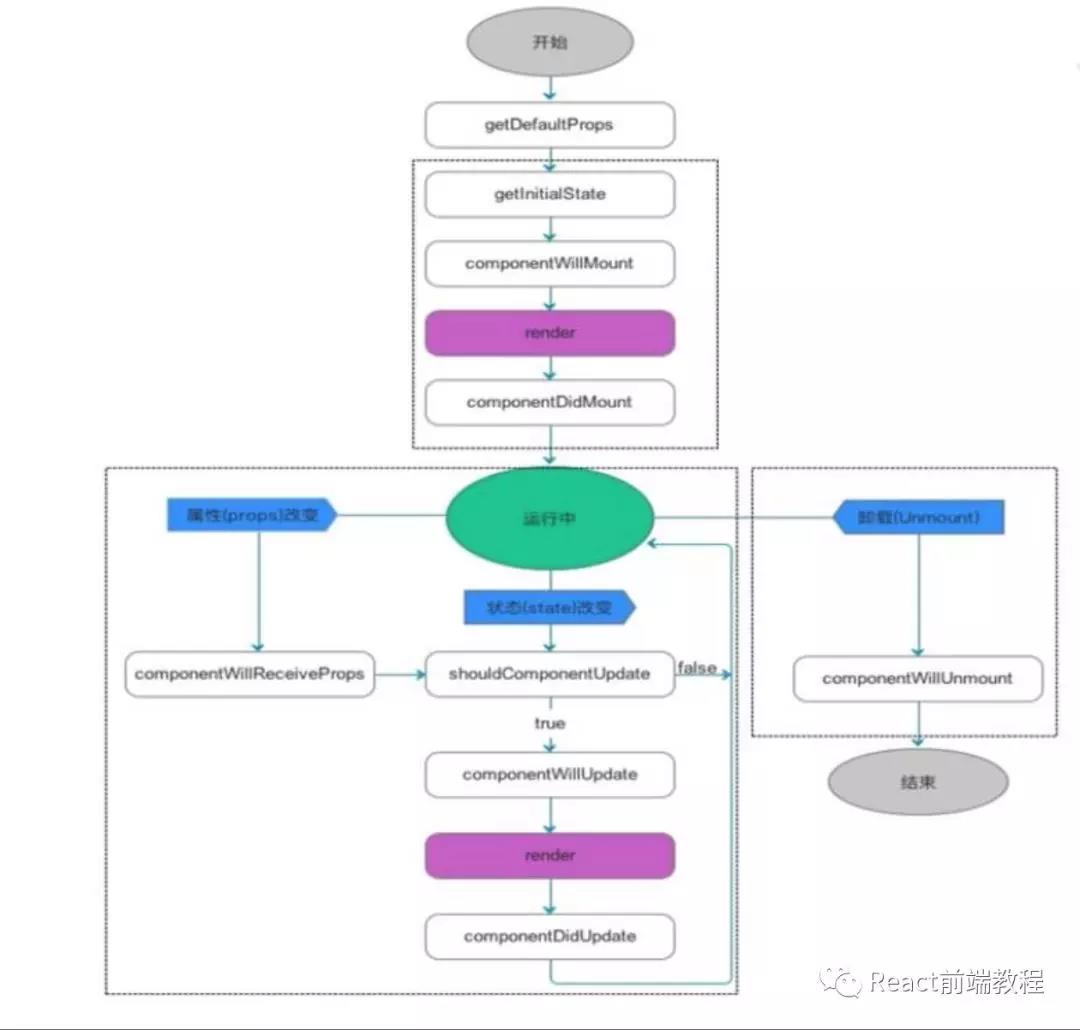 开始
getDefaultProps
getInitialState
componentWillMount
render
componentDidMount
属性(props)改变
运行中
卸载(Unmount)
状态(state)改变
componentWillReceiveProps
shouldComponentUpdate
false
componentWillUnmount
true
componentWillUpdate
结束
render
componentDidUpdate
React前端教程